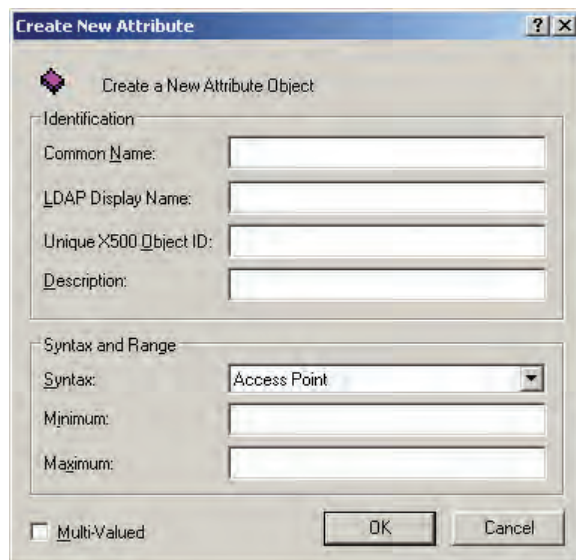 Create New Attribute
Create a New Attribute Object
Identification
Common Name:
LDAP Display Name:
Unique X500 Object ID:
Description:
Syntax and Range
Syntax: Access Point
Minimum:
Maximum:
Multi-Valued OK Cancel